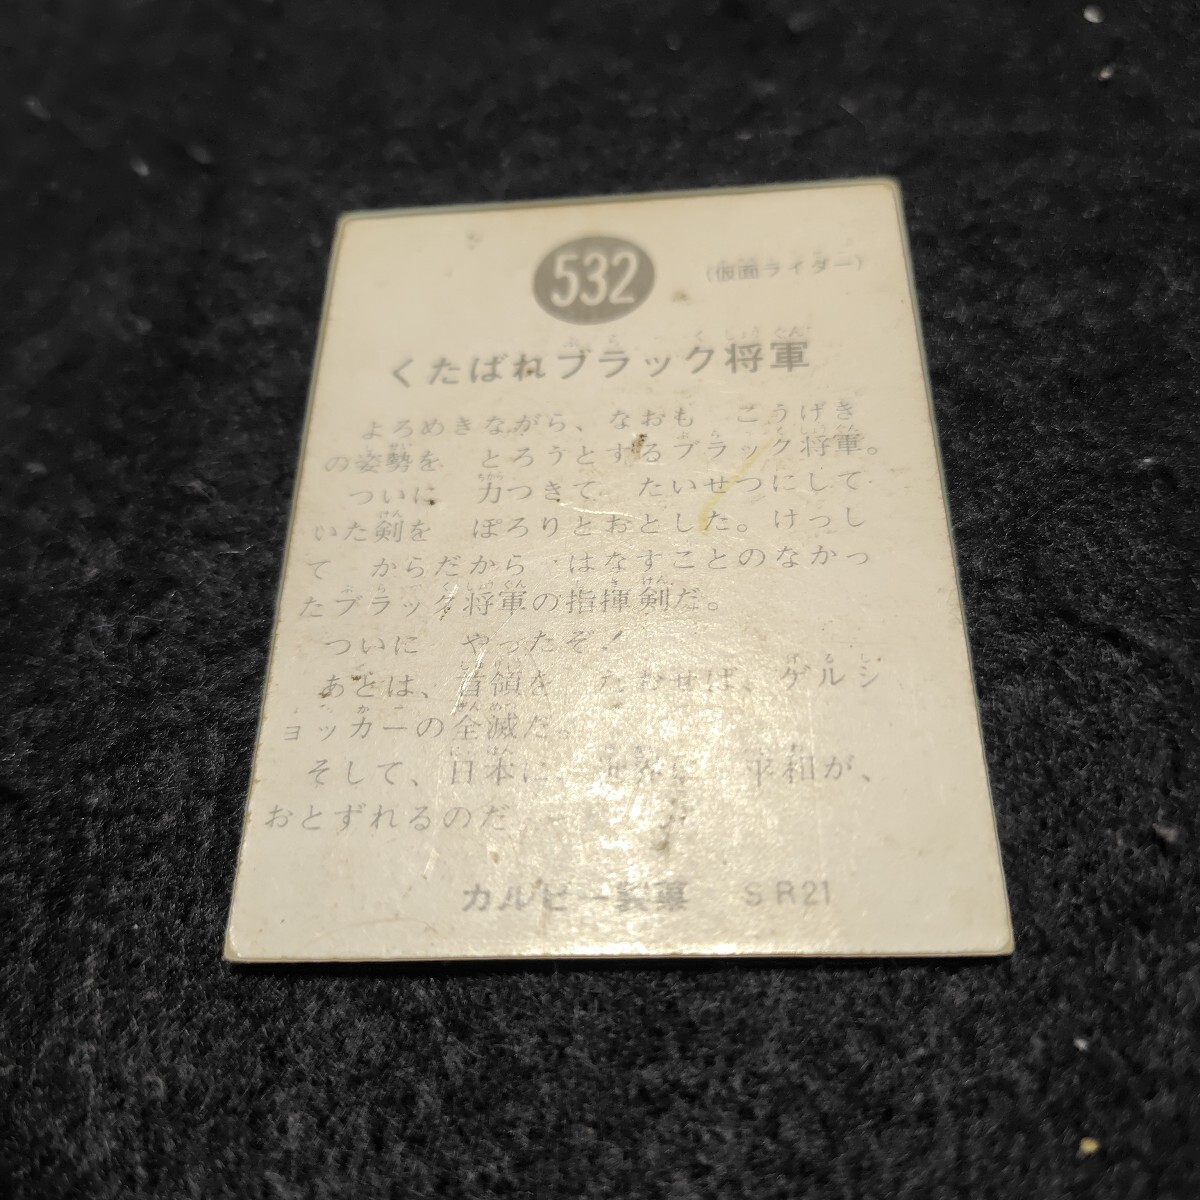 532
(仮面ライダー)
くたばれブラック将軍
よろめきながら、なおも こうげき
の姿勢を とろうとするブラック将軍。
ついに 力つきて たいせつにして
いた剣を ぽろりとおとした。けっし
て からだから はなすことのなかっ
たブラック将軍の指揮剣だ。
ついに やったぞ!
あとは、首領を たおせば、ゲルシ
ョッカーの全滅だ。
そして、日本に 平和が、
おとずれるのだ
カルビー製菓 SR21